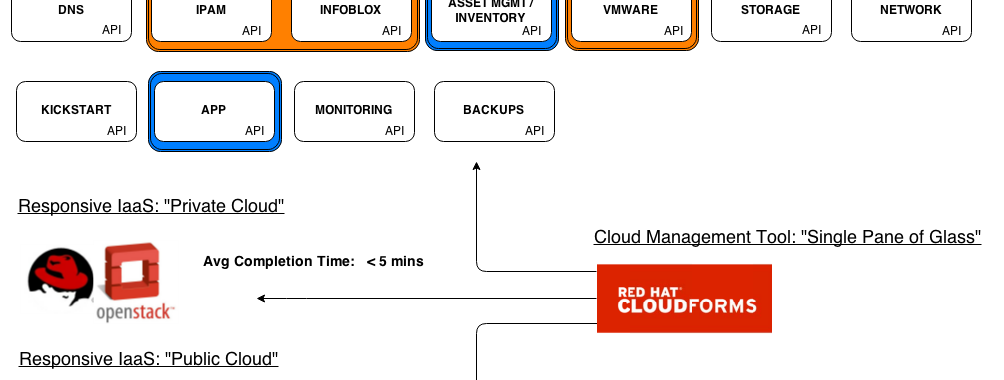 DNS
API
IPAM
API
INFOBLOX
API
ASSET MGMT /
INVENTORY
API
VMWARE
API
STORAGE
API
NETWORK
API
KICKSTART
API
APP
API
MONITORING
API
BACKUPS
API
Responsive IaaS: "Private Cloud"
Cloud Management Tool: "Single Pane of Glass"
Avg Completion Time: < 5 mins
RED HAT
CLOUDFORMS
openstack
Responsive IaaS: "Public Cloud"